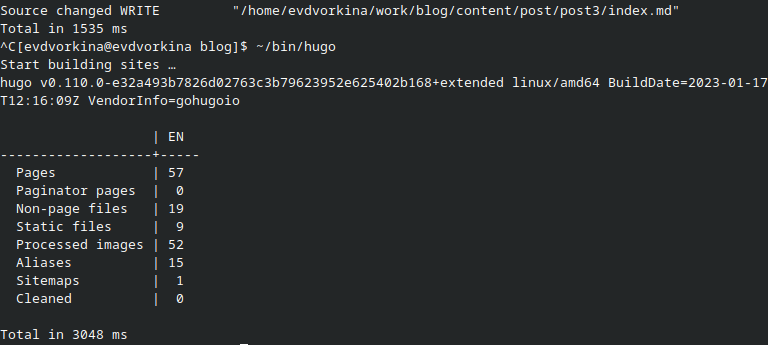 Source changed WRITE         "/home/evdvorkina/work/blog/content/post/post3/index.md"
Total in 1535 ms
^C[evdvorkina@evdvorkina blog]$ ~/bin/hugo
Start building sites …
hugo v0.110.0-e32a493b7826d02763c3b79623952e625402b168+extended linux/amd64 BuildDate=2023-01-17
T12:16:09Z VendorInfo=gohugoio
                   | EN
-------------------+-----
  Pages            | 57
  Paginator pages  |  0
  Non-page files   | 19
  Static files     |  9
  Processed images | 52
  Aliases          | 15
  Sitemaps         |  1
  Cleaned          |  0
Total in 3048 ms